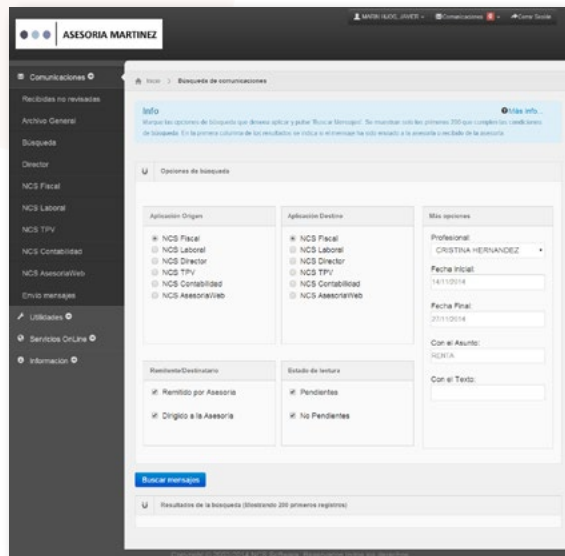 ASESORIA MARTINEZ
Comunicaciones
Cerrar Sesión
Comunicaciones
Recibidas no revisadas
Archivo General
Búsqueda
Director
NCS Fiscal
NCS Laboral
NCS TPV
NCS Contabilidad
NCS AsesoriaWeb
Envío mensajes
Utilidades
Servicios OnLine
Información
Inicio > Búsqueda de comunicaciones
Info
Más info...
Marque las opciones de búsqueda que desea aplicar y pulse 'Buscar Mensajes'. Se muestran solo los primeros 200 que cumplen las condiciones
de búsqueda. En la primera columna de los resultados se indica si el mensaje ha sido enviado a la asesoría o recibido de la asesoría.
Opciones de búsqueda
Aplicación Origen
NCS Fiscal
NCS Laboral
NCS Director
NCS TPV
NCS Contabilidad
NCS AsesoriaWeb
Aplicación Destino
NCS Fiscal
NCS Laboral
NCS Director
NCS TPV
NCS Contabilidad
NCS AsesoriaWeb
Más opciones
Profesional:
CRISTINA HERNANDEZ
Fecha Inicial:
14/11/2014
Fecha Final:
27/11/2014
Con el Asunto:
RENTA
Con el Texto:
Remitente/Destinatario
Remitido por Asesoría
Dirigido a la Asesoría
Estado de lectura
Pendientes
No Pendientes
Buscar mensajes
Resultados de la búsqueda (Mostrando 200 primeros registros)